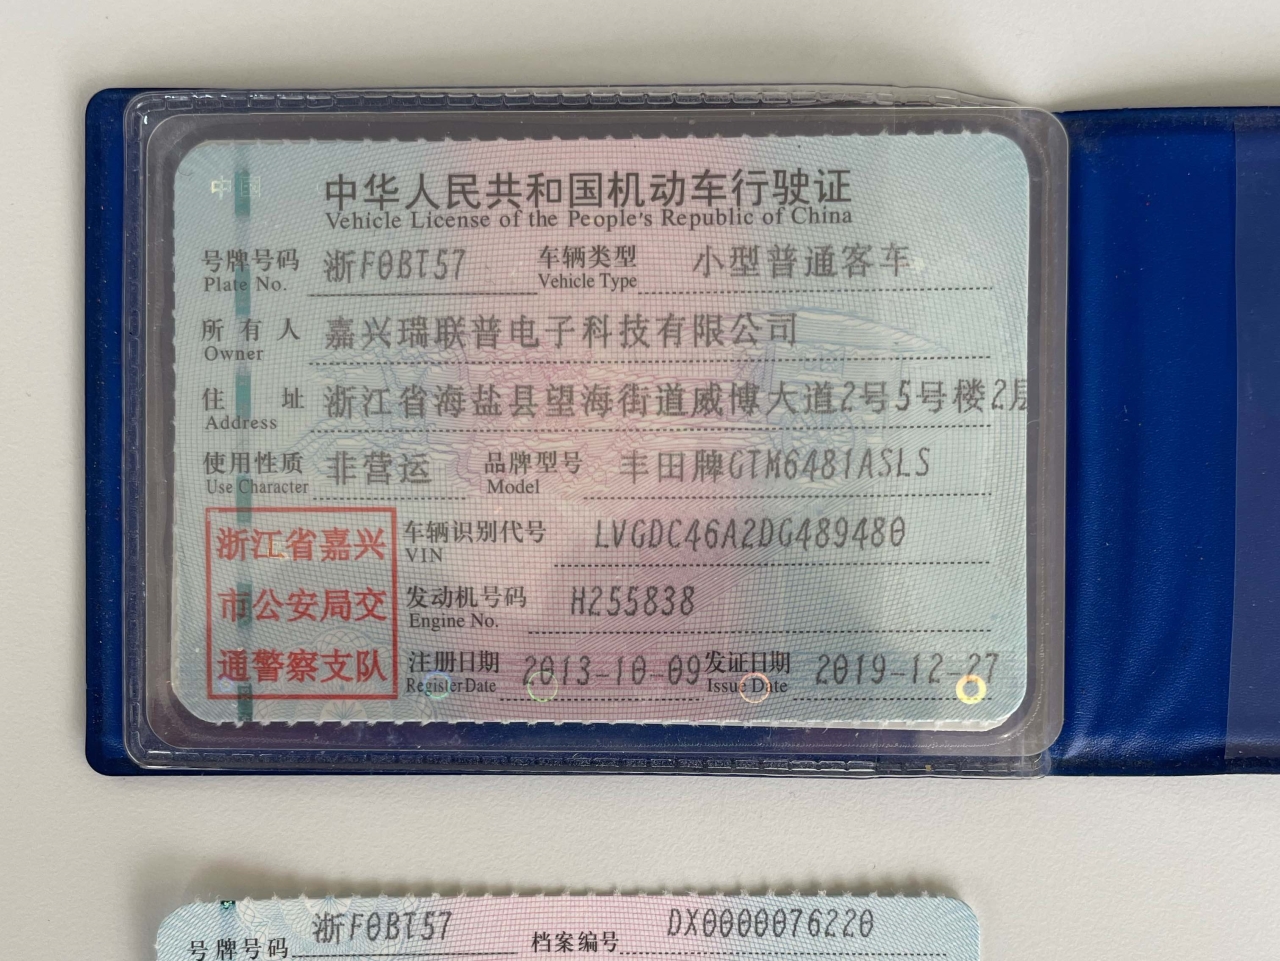 中国
中华人民共和国机动车行驶证
Vehicle License of the People's Republic of China
号牌号码 浙F0BT57 车辆类型 小型普通客车
Plate No. Vehicle Type
所有人 嘉兴瑞联普电子科技有限公司
Owner
住址 浙江省海盐县望海街道威博大道2号5号楼2层
Address
使用性质 非营运 品牌型号 丰田牌GTM6481ASLS
Use Character Model
浙江省嘉兴
市公安局交
通警察支队
车辆识别代号 LVGDC46A2DG489480
VIN
发动机号码 H255838
Engine No.
注册日期 2013-10-09 发证日期 2019-12-27
Register Date Issue Date
号牌号码 浙F0BT57 档案编号 DX0000076220